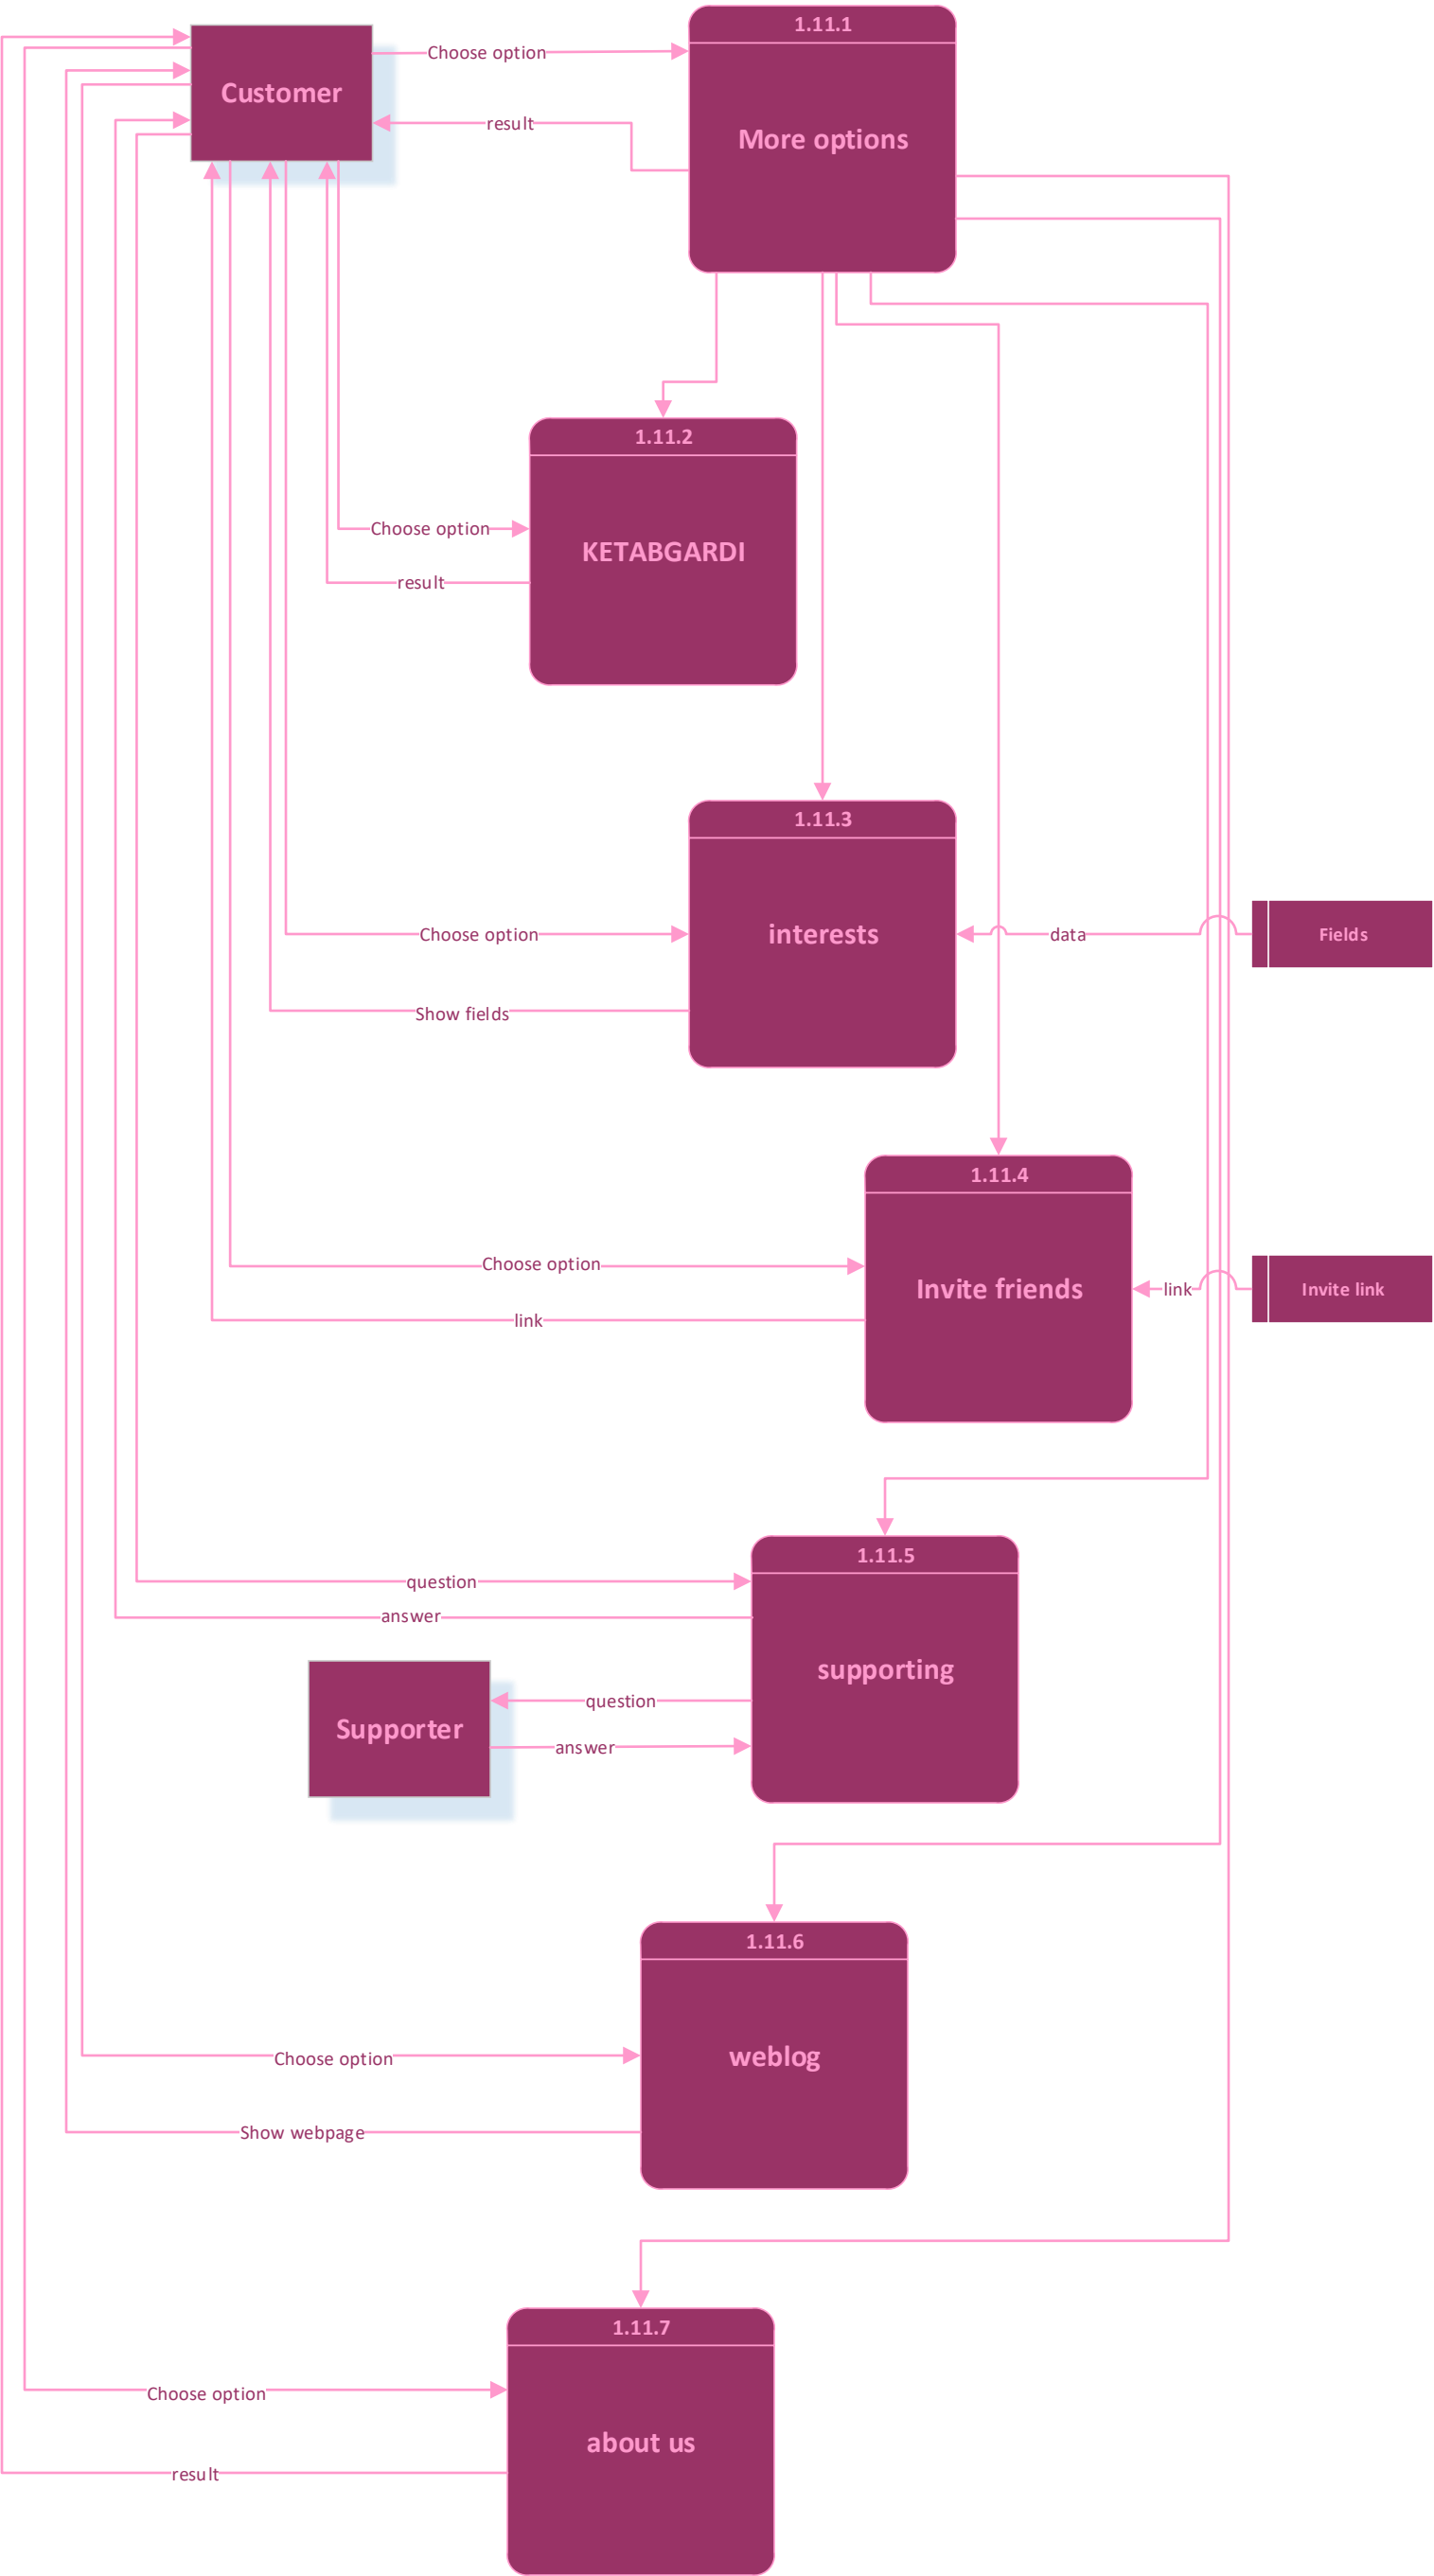 1.11.1
Customer
Choose option
result
More options
1.11.2
KETABGARDI
Choose option
result
1.11.3
interests
Choose option
Show fields
data
Fields
1.11.4
Invite friends
Choose option
link
link
Invite link
1.11.5
supporting
question
answer
Supporter
question
answer
1.11.6
weblog
Choose option
Show webpage
1.11.7
about us
Choose option
result